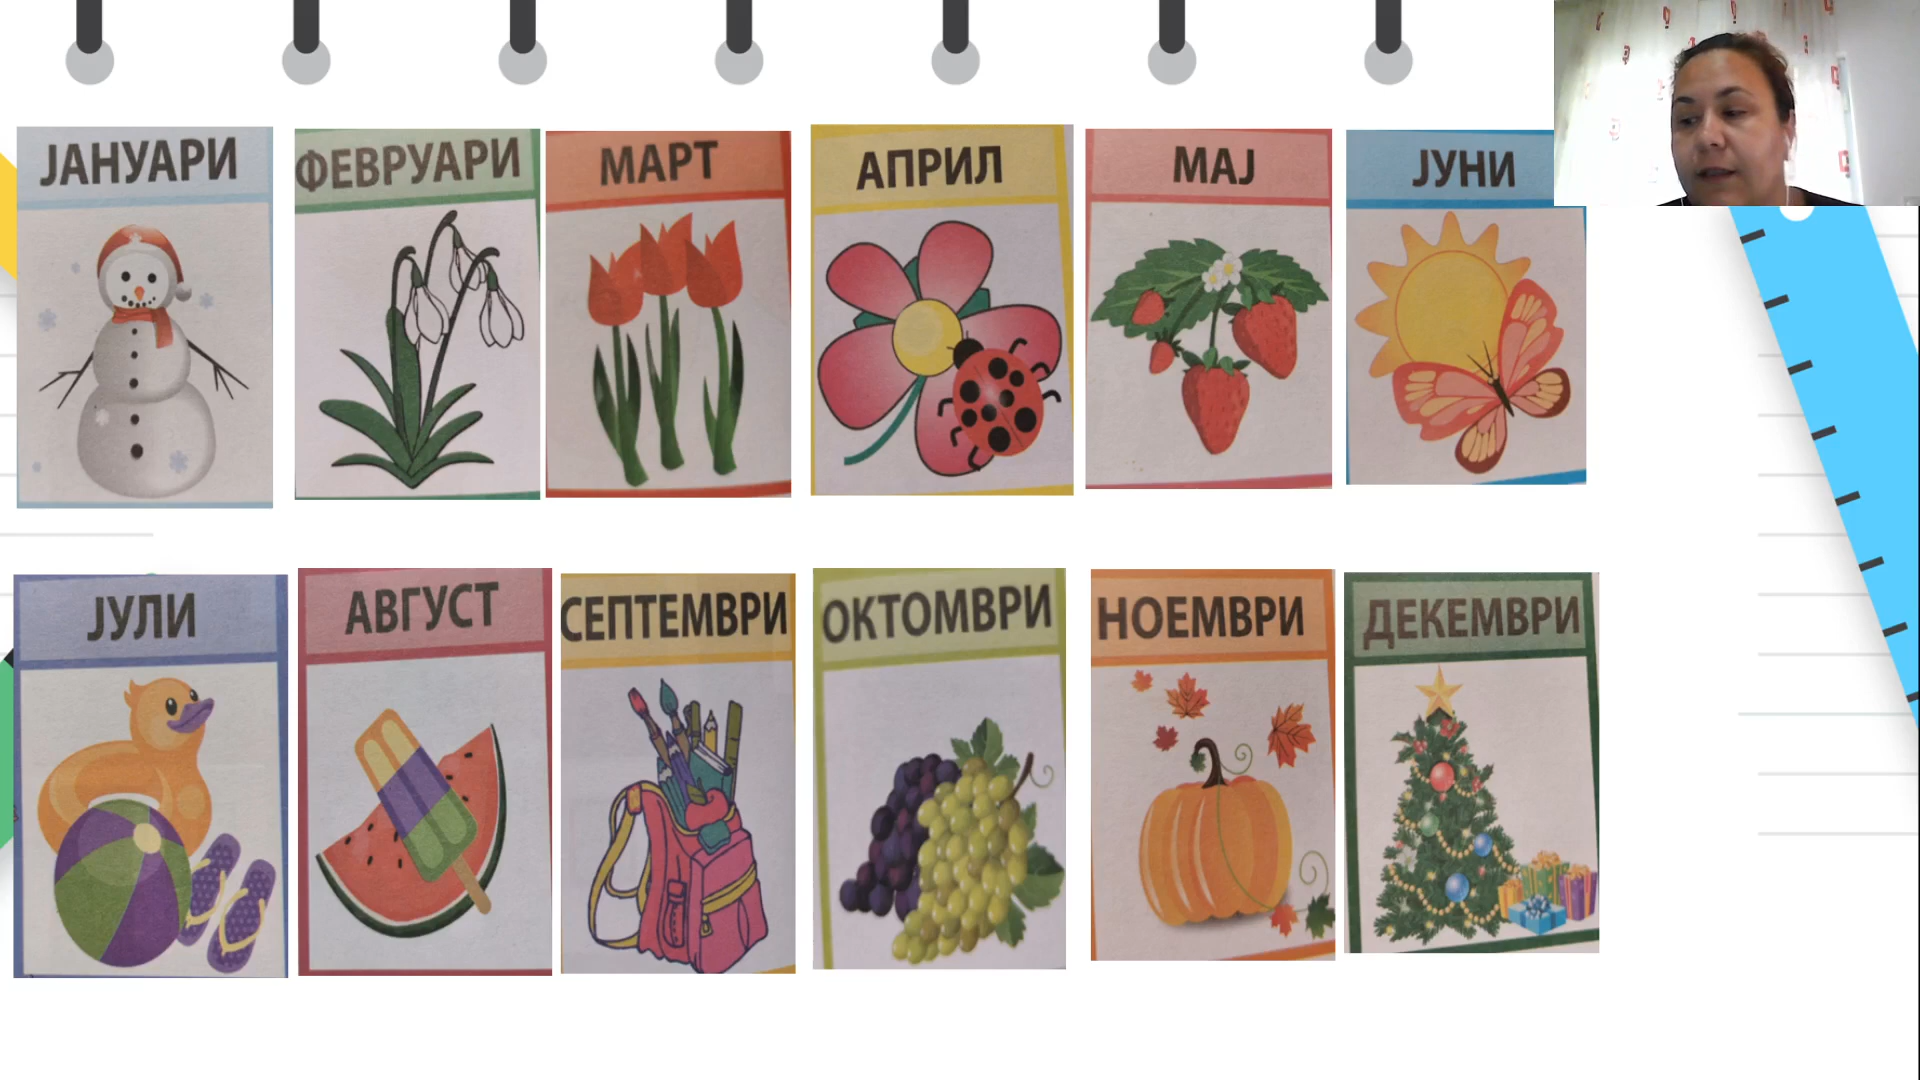 ЈАНУАРИ
ФЕВРУАРИ
МАРТ
АПРИЛ
МАЈ
ЈУНИ
ЈУЛИ
АВГУСТ
СЕПТЕМВРИ
ОКТОМВРИ
НОЕМВРИ
ДЕКЕМВРИ